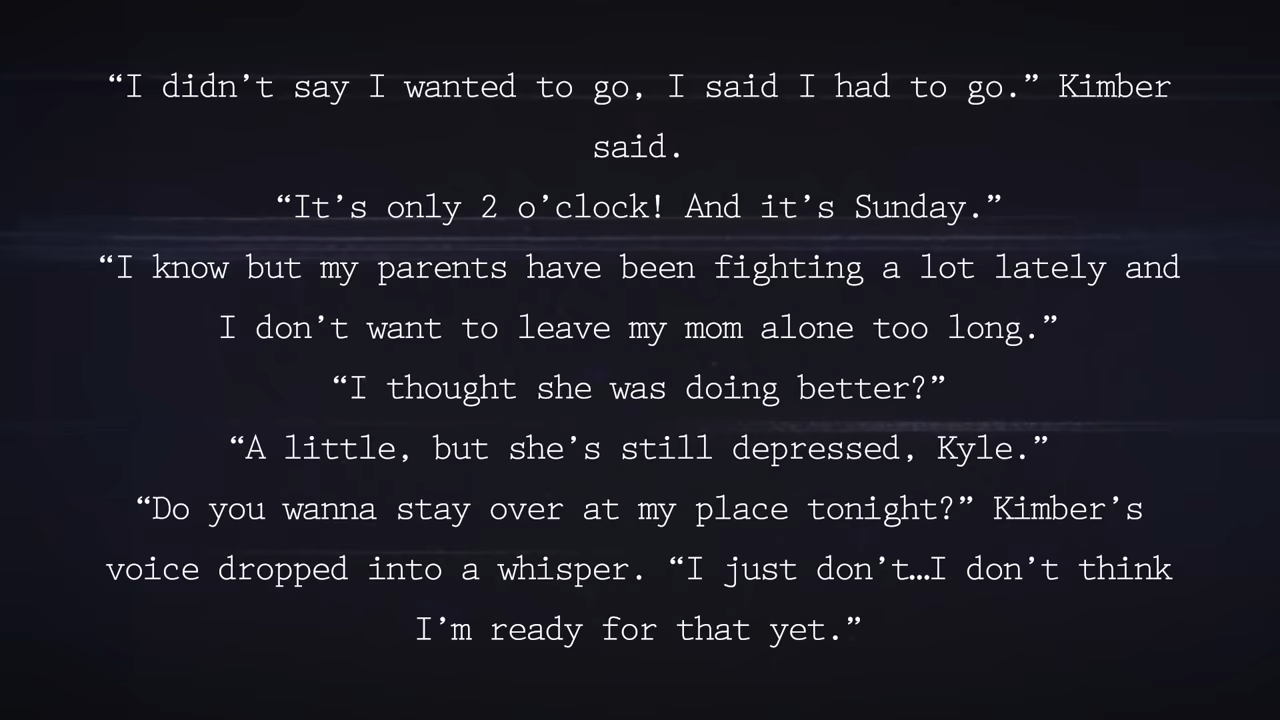 “I didn’t say I wanted to go, I said I had to go.” Kimber
said.
“It’s only 2 o’clock! And it’s Sunday.”
“I know but my parents have been fighting a lot lately and
I don’t want to leave my mom alone too long.”
“I thought she was doing better?”
“A little, but she’s still depressed, Kyle.”
“Do you wanna stay over at my place tonight?” Kimber’s
voice dropped into a whisper. “I just don’t…I don’t think
I’m ready for that yet.”